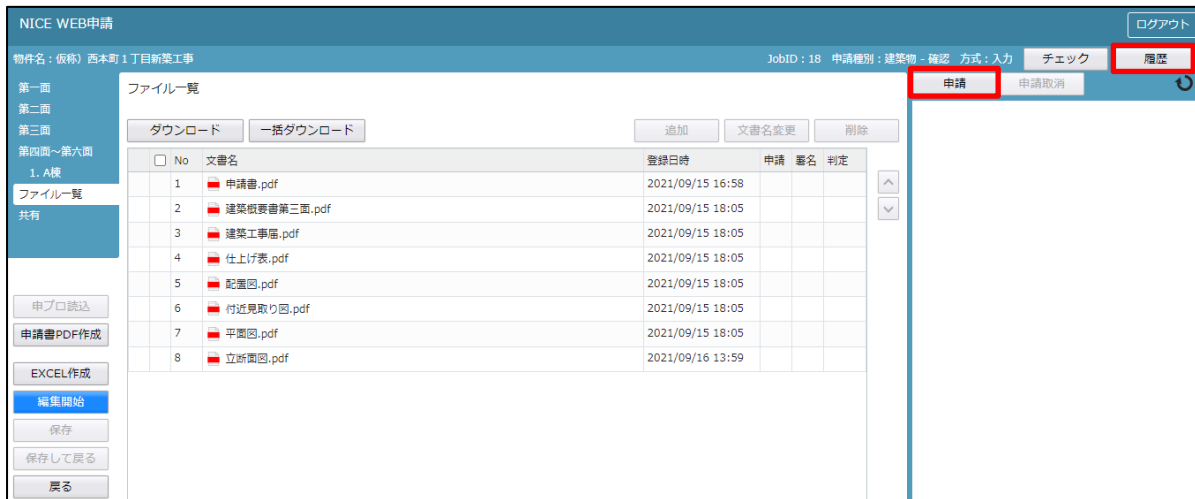 NICE WEB申請 ログアウト
物件名：仮称）西本町１丁目新築工事 JobID：18 申請種別：建築物 - 確認 方式：入力 チェック 履歴
第一面
第二面
第三面
第四面～第六面
1. A棟
ファイル一覧
共有
申プロ読込
申請書PDF作成
EXCEL作成
編集開始
保存
保存して戻る
戻る
ファイル一覧
ダウンロード 一括ダウンロード 追加 文書名変更 削除
No 文書名 登録日時 申請 署名 判定
1 申請書.pdf 2021/09/15 16:58
2 建築概要書第三面.pdf 2021/09/15 18:05
3 建築工事届.pdf 2021/09/15 18:05
4 仕上げ表.pdf 2021/09/15 18:05
5 配置図.pdf 2021/09/15 18:05
6 付近見取り図.pdf 2021/09/15 18:05
7 平面図.pdf 2021/09/15 18:05
8 立断面図.pdf 2021/09/16 13:59
申請 申請取消